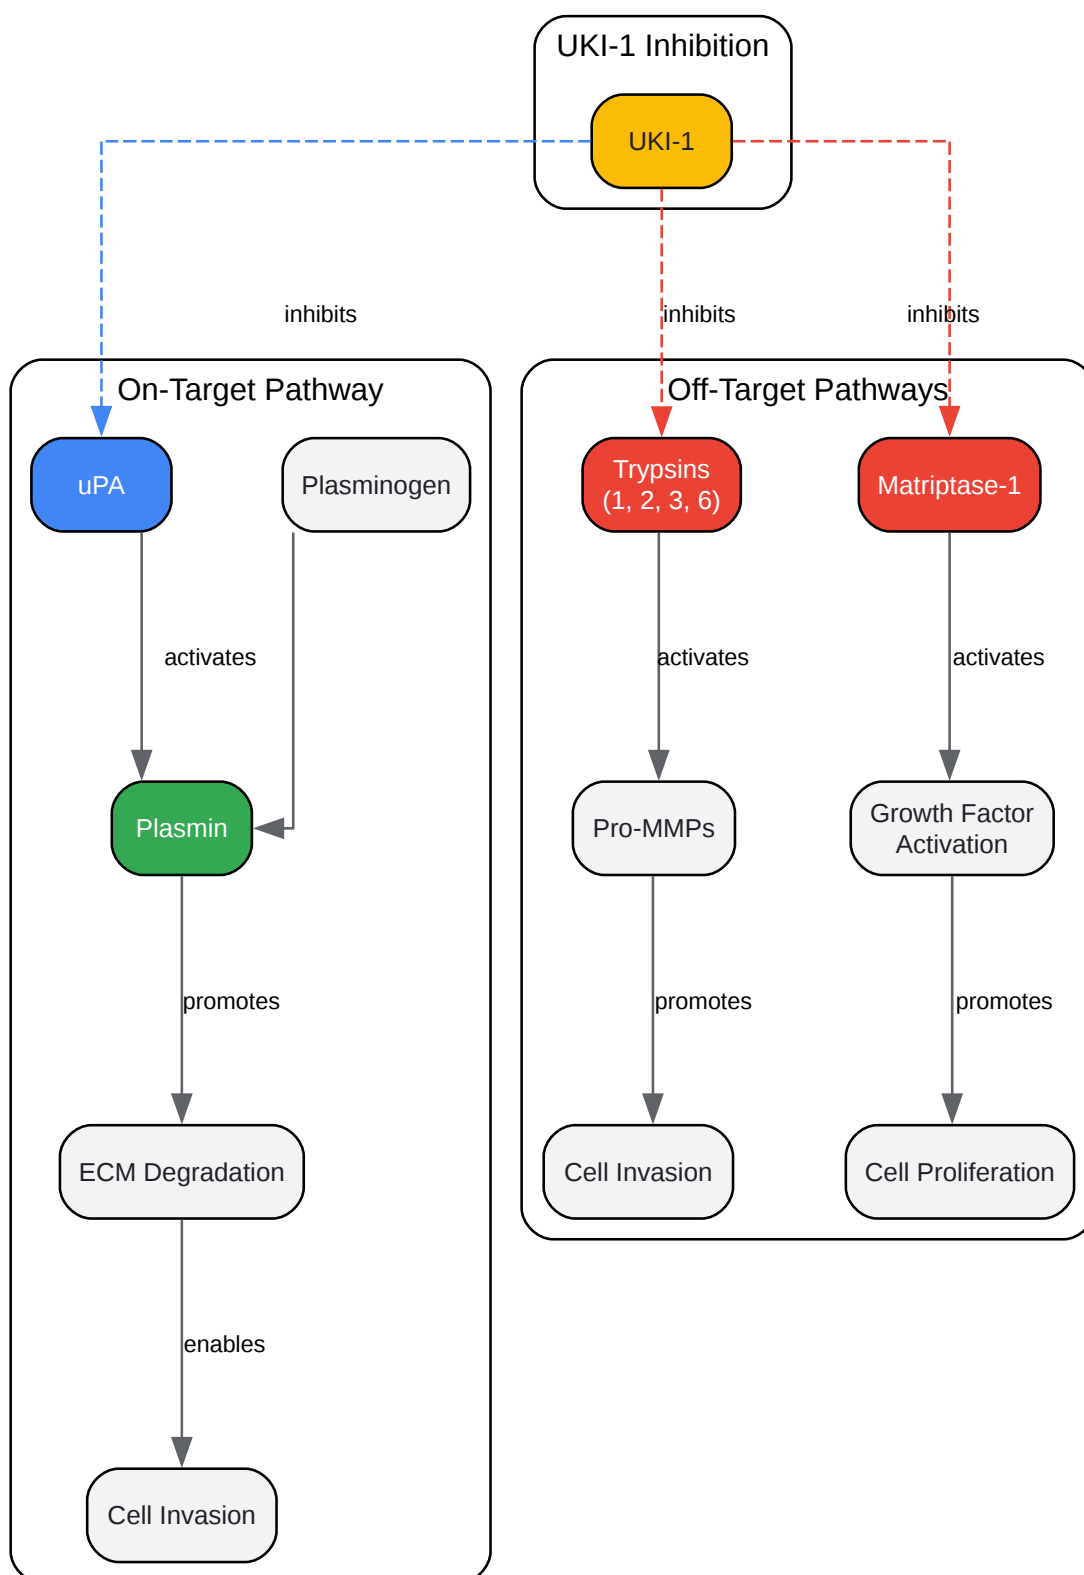 UKI-1 Inhibition
UKI-1
inhibits
inhibits
inhibits
On-Target Pathway
Off-Target Pathways
uPA
Plasminogen
Trypsins
(1, 2, 3, 6)
Matriptase-1
activates
activates
activates
Plasmin
Pro-MMPs
Growth Factor
Activation
promotes
promotes
promotes
ECM Degradation
Cell Invasion
Cell Proliferation
enables
Cell Invasion